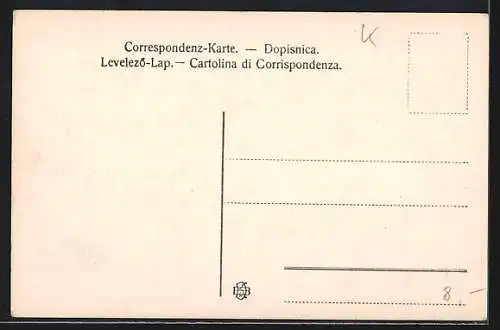 K
Correspondenz-Karte. — Dopisnica.
Levelező-Lap. — Cartolina di Corrispondenza.
8.-